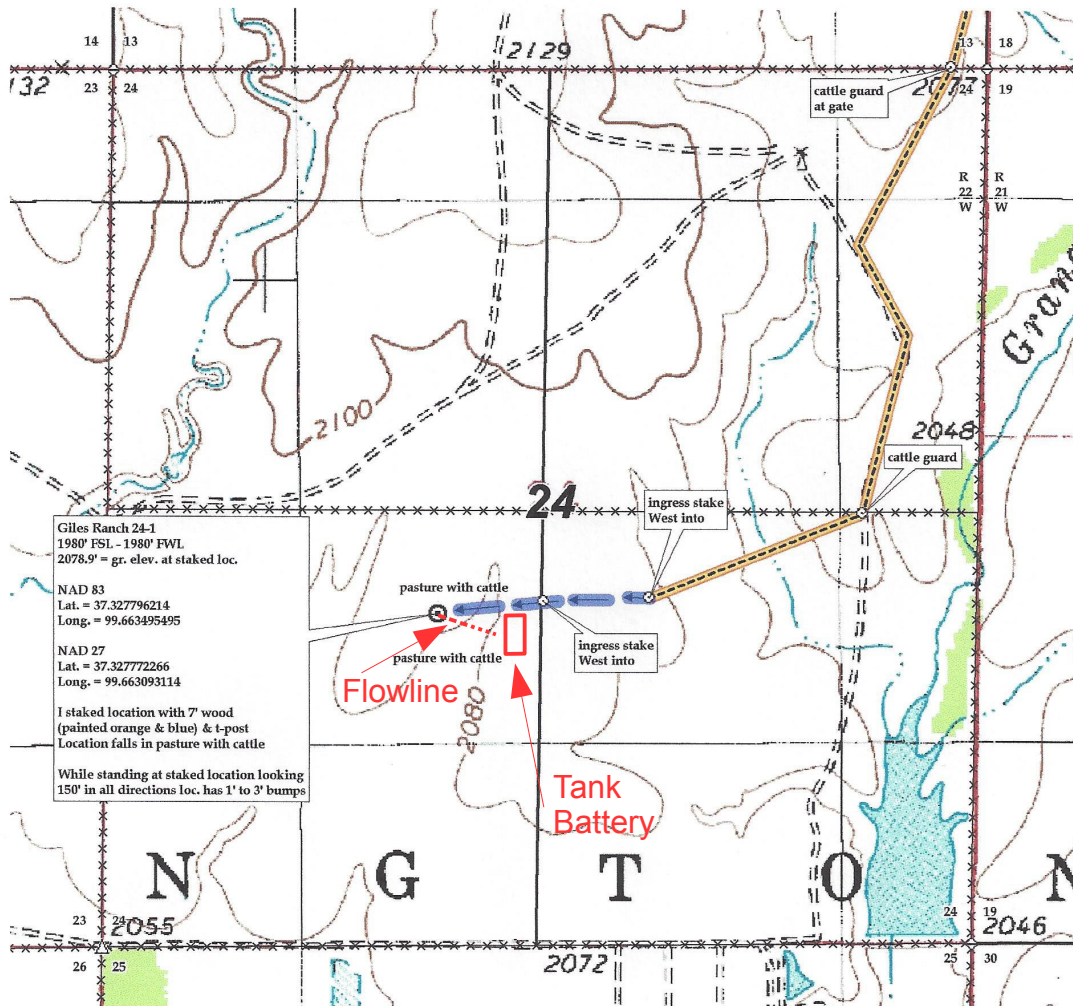 14 13
13 18
2129
132
23 24
2077
24 19
cattle guard
at gate
R
22
W
R
21
W
Grand
2100
2048
cattle guard
24
ingress stake
West into
Giles Ranch 24-1
1980' FSL - 1980' FWL
2078.9' = gr. elev. at staked loc.
NAD 83
Lat. = 37.327796214
Long. = 99.663495495
NAD 27
Lat. = 37.327772266
Long. = 99.663093114
I staked location with 7' wood
(painted orange & blue) & t-post
Location falls in pasture with cattle
While standing at staked location looking
150' in all directions loc. has 1' to 3' bumps
pasture with cattle
ingress stake
West into
pasture with cattle
Flowline
2080
Tank
Battery
N G T O N
23 24
2055
24 19
2046
26 25
2072
25 30